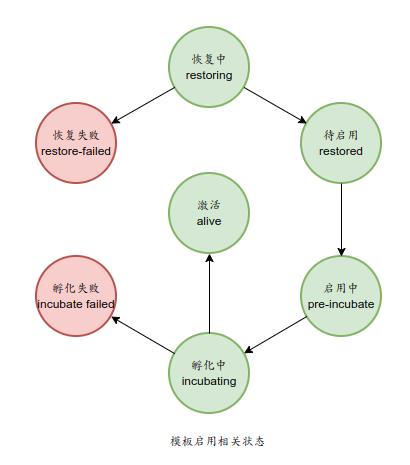 恢复中
restoring
恢复失败
restore-failed
待启用
restored
激活
alive
孵化失败
incubate failed
启用中
pre-incubate
孵化中
incubating
模板启用相关状态